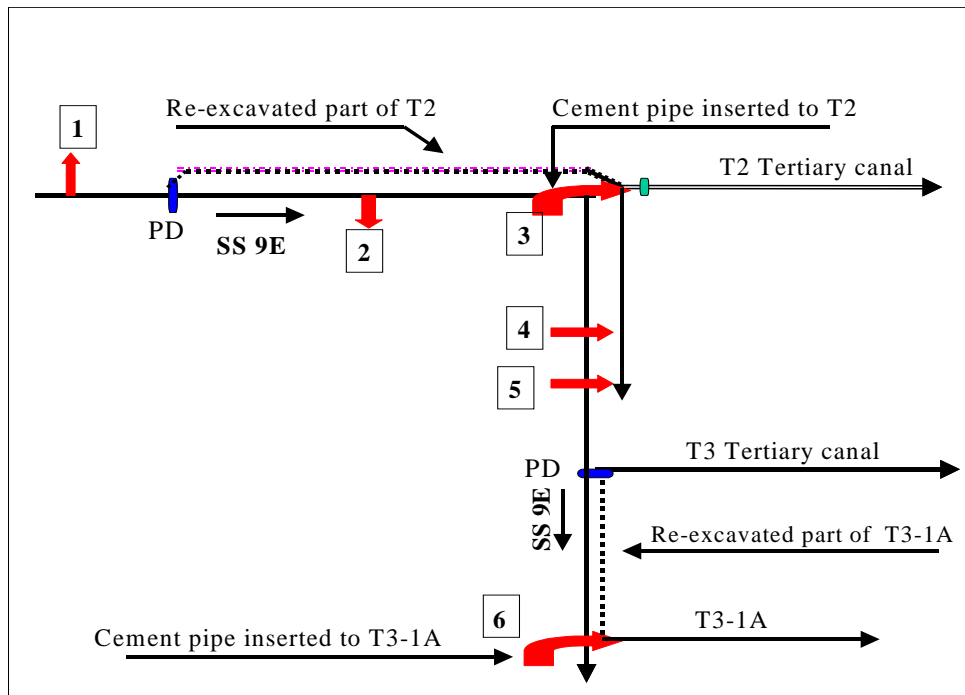 Re-excavated part of T2
Cement pipe inserted to T2
1
T2 Tertiary canal
PD
SS 9E
2
3
4
5
T3 Tertiary canal
PD
SS 9E
Re-excavated part of T3-1A
6
T3-1A
Cement pipe inserted to T3-1A